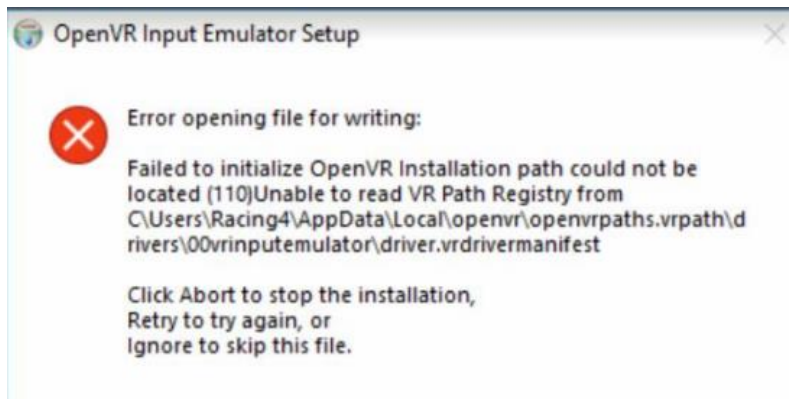 OpenVR Input Emulator Setup
Error opening file for writing:
Failed to initialize OpenVR Installation path could not be
located (110)Unable to read VR Path Registry from
C\Users\Racing4\AppData\Local\openvr\openvrpaths.vrpath\d
rivers\00vrinputemulator\driver.vrdrivermanifest
Click Abort to stop the installation,
Retry to try again, or
Ignore to skip this file.